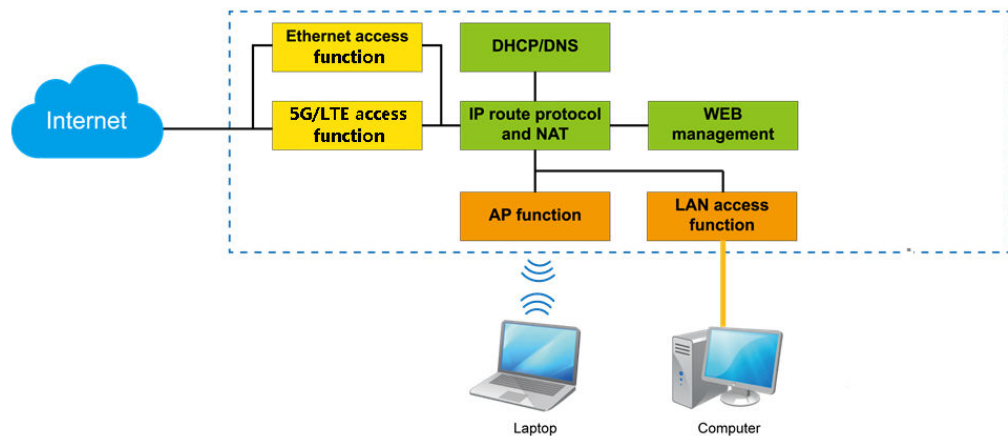 Ethernet access
function
DHCP/DNS
Internet
5G/LTE access
function
IP route protocol
and NAT
WEB
management
AP function
LAN access
function
Laptop
Computer